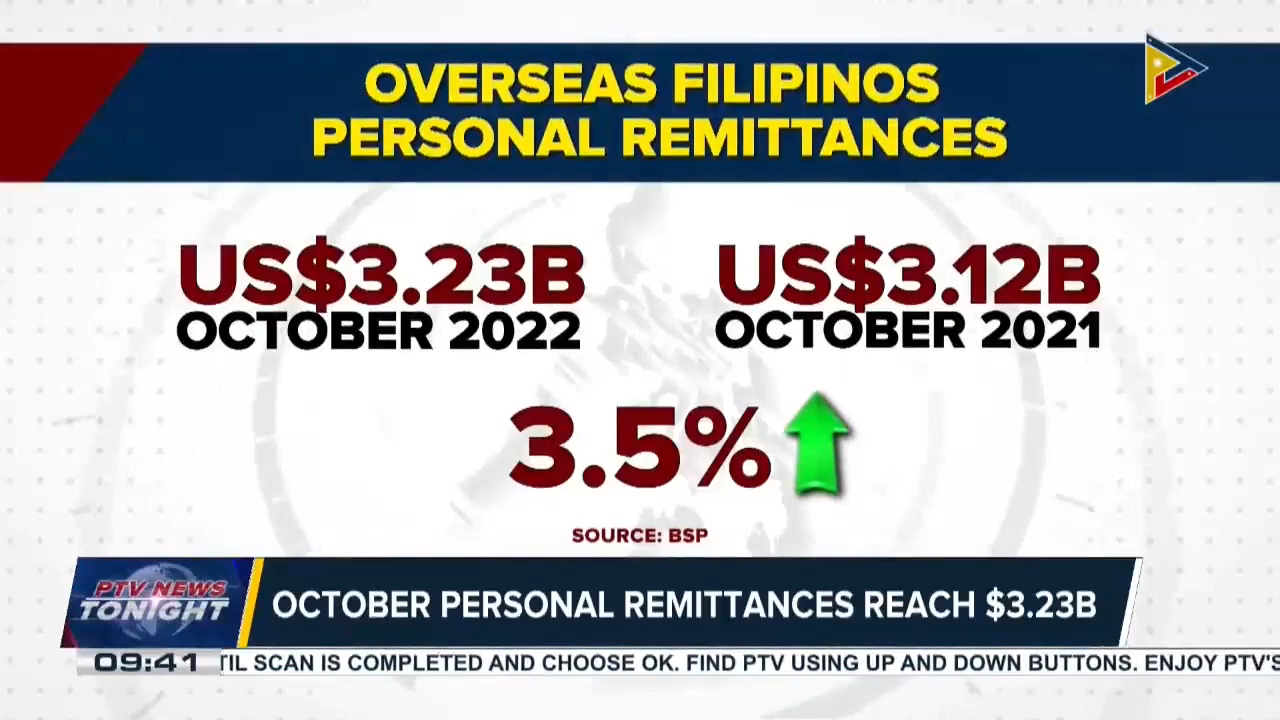 OVERSEAS FILIPINOS
PERSONAL REMITTANCES
US$3.23B
OCTOBER 2022
US$3.12B
OCTOBER 2021
3.5%
SOURCE: BSP
PTV NEWS
TONIGHT
OCTOBER PERSONAL REMITTANCES REACH $3.23B
09:41
TIL SCAN IS COMPLETED AND CHOOSE OK. FIND PTV USING UP AND DOWN BUTTONS. ENJOY PTV'S